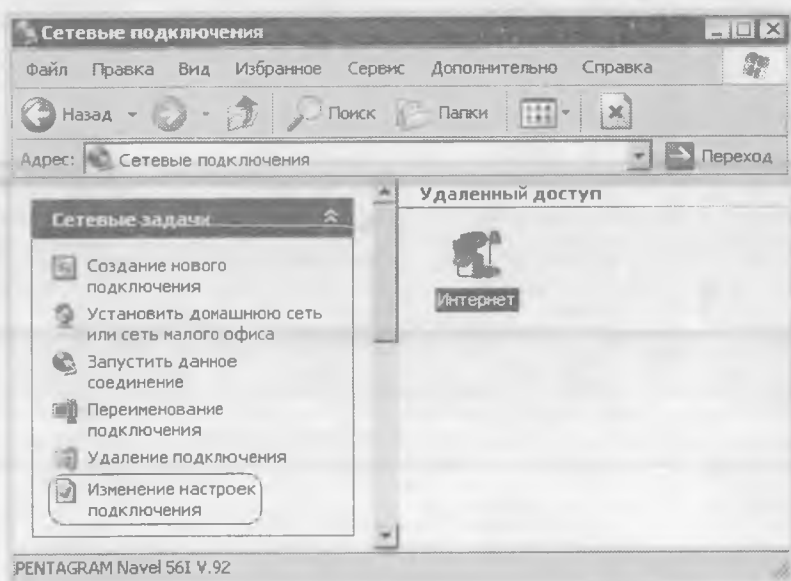 Сетевые подключения
Файл Правка Вид Избранное Сервис Дополнительно Справка
Назад Поиск Папки
Адрес: Сетевые подключения Переход
Сетевые задачи
Создание нового
подключения
Установить домашнюю сеть
или сеть малого офиса
Запустить данное
соединение
Переименование
подключения
Удаление подключения
Изменение настроек
подключения
Удаленный доступ
Интернет
PENTAGRAM Navel 56I V.92